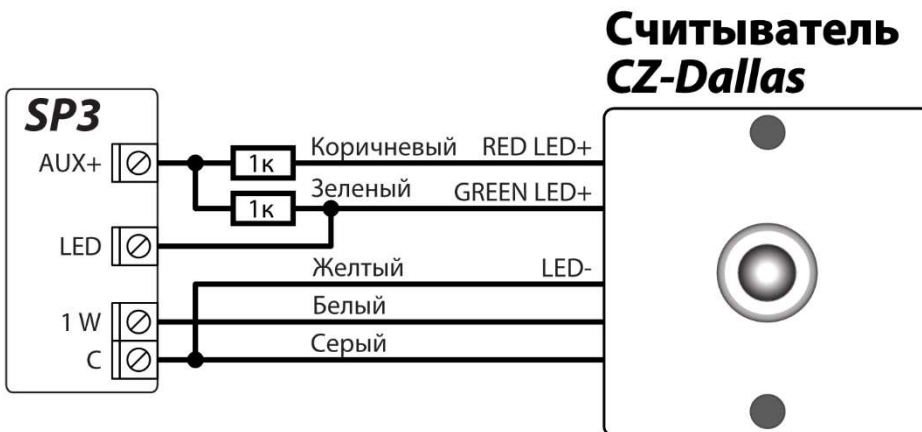 Считыватель
CZ-Dallas
SP3
AUX+
1к
Коричневый
RED LED+
1к
Зеленый
GREEN LED+
LED
Желтый
LED-
1 W
Белый
C
Серый